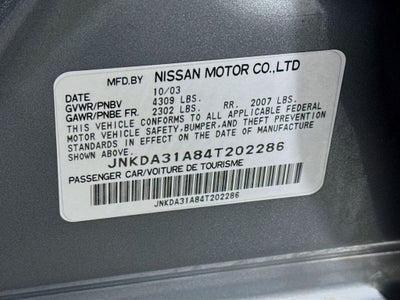 MFD.BY NISSAN MOTOR CO.,LTD
DATE 10/03
GVWR/PNBV 4309 LBS.
GAWR/PNBE FR. 2302 LBS. RR. 2007 LBS.
THIS VEHICLE CONFORMS TO ALL APPLICABLE FEDERAL
MOTOR VEHICLE SAFETY,BUMPER,AND THEFT PREVENTION
STANDARDS IN EFFECT ON THE DATE OF MANUFACTURE
SHOWN ABOVE.
JNKDA31A84T202286
PASSENGER CAR/VOITURE DE TOURISME
JNKDA31A84T202286